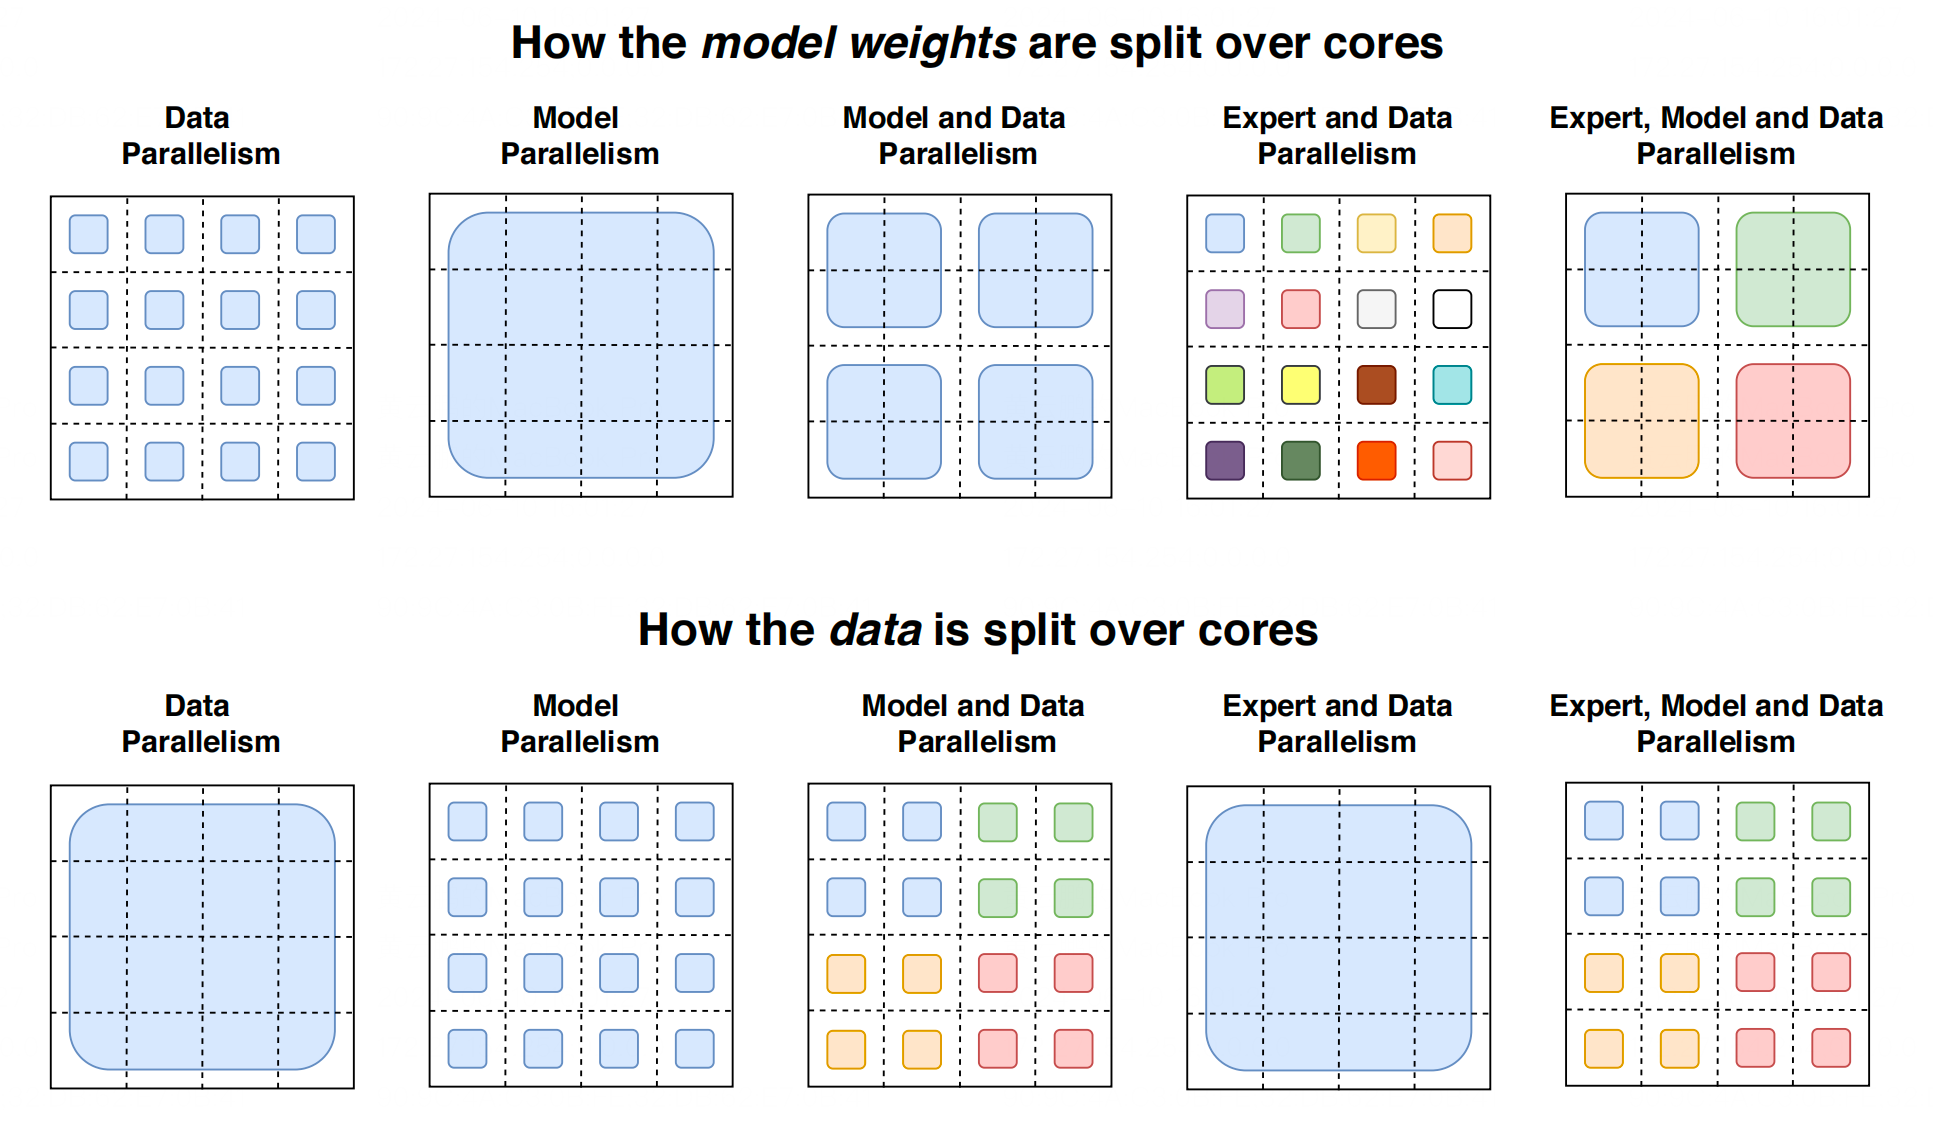 How the model weights are split over cores
Data
Parallelism
Model
Parallelism
Model and Data
Parallelism
Expert and Data
Parallelism
Expert, Model and Data
Parallelism
How the data is split over cores
Data
Parallelism
Model
Parallelism
Model and Data
Parallelism
Expert and Data
Parallelism
Expert, Model and Data
Parallelism